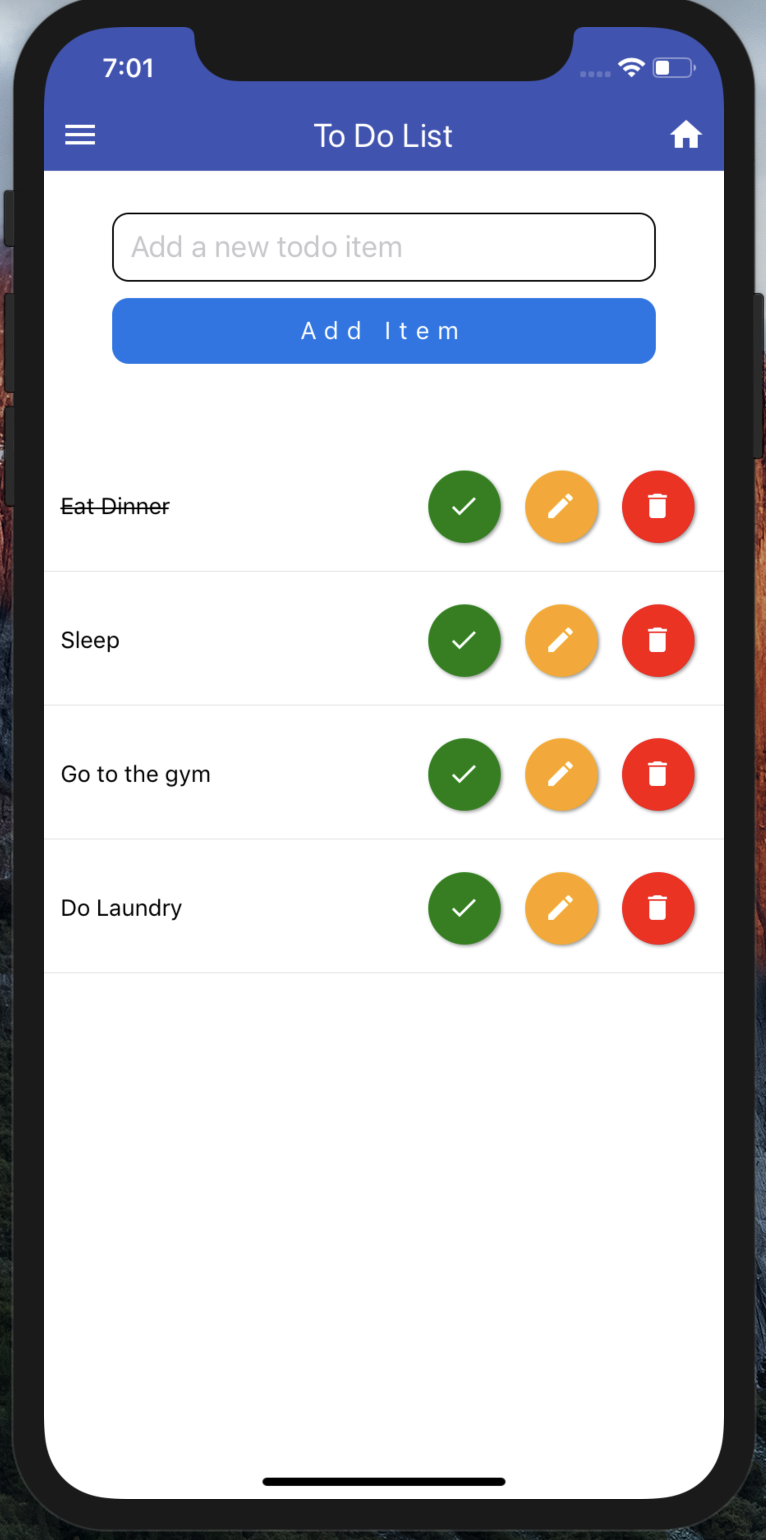 7:01
To Do List
Add a new todo item
Add Item
Eat Dinner
Sleep
Go to the gym
Do Laundry